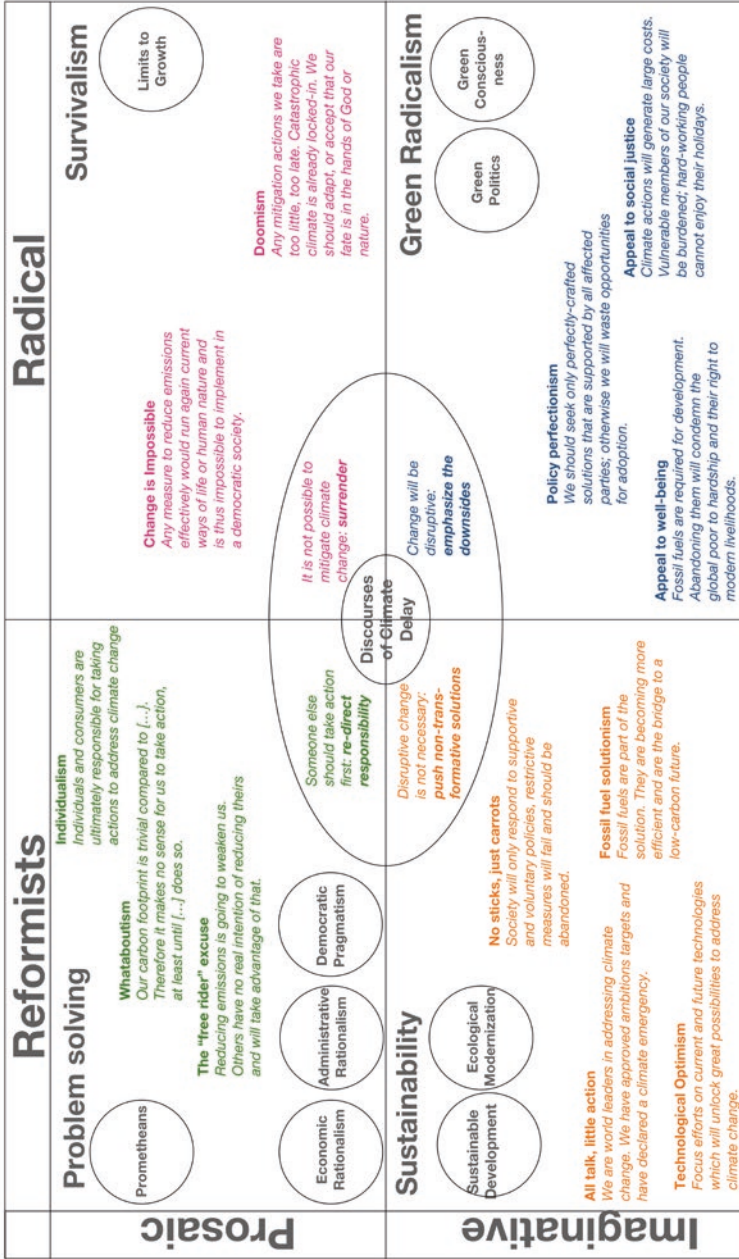 Reformists
Radical
Prosaic
Imaginative
Problem solving
Prometheans
Economic
Rationalism
Administrative
Rationalism
Democratic
Pragmatism
Individualism
Individuals and consumers are
ultimately responsible for taking
actions to address climate change
Whataboutism
Our carbon footprint is trivial compared to [...].
Therefore it makes no sense for us to take action,
at least until [...] does so.
The "free rider" excuse
Reducing emissions is going to weaken us.
Others have no real intention of reducing theirs
and will take advantage of that.
Someone else
should take action
first: re-direct
responsibility
Survivalism
Limits to
Growth
Change is Impossible
Any measure to reduce emissions
effectively would run again current
ways of life or human nature and
is thus impossible to implement in
a democratic society.
Doomism
Any mitigation actions we take are
too little, too late. Catastrophic
climate is already locked-in. We
should adapt, or accept that our
fate is in the hands of God or
nature.
It is not possible to
mitigate climate
change: surrender
Discourses
of Climate
Delay
Sustainability
Sustainable
Development
Ecological
Modernization
Disruptive change
is not necessary:
push non-trans-
formative solutions
No sticks, just carrots
Society will only respond to supportive
and voluntary policies, restrictive
measures will fail and should be
abandoned.
All talk, little action
We are world leaders in addressing climate
change. We have approved ambitions targets and
have declared a climate emergency.
Fossil fuel solutionism
Fossil fuels are part of the
solution. They are becoming more
efficient and are the bridge to a
low-carbon future.
Technological Optimism
Focus efforts on current and future technologies
which will unlock great possibilities to address
climate change.
Green Radicalism
Green
Politics
Green
Conscious-
ness
Change will be
disruptive:
emphasize the
downsides
Policy perfectionism
We should seek only perfectly-crafted
solutions that are supported by all affected
parties; otherwise we will waste opportunities
for adoption.
Appeal to well-being
Fossil fuels are required for development.
Abandoning them will condemn the
global poor to hardship and their right to
modern livelihoods.
Appeal to social justice
Climate actions will generate large costs.
Vulnerable members of our society will
be burdened; hard-working people
cannot enjoy their holidays.